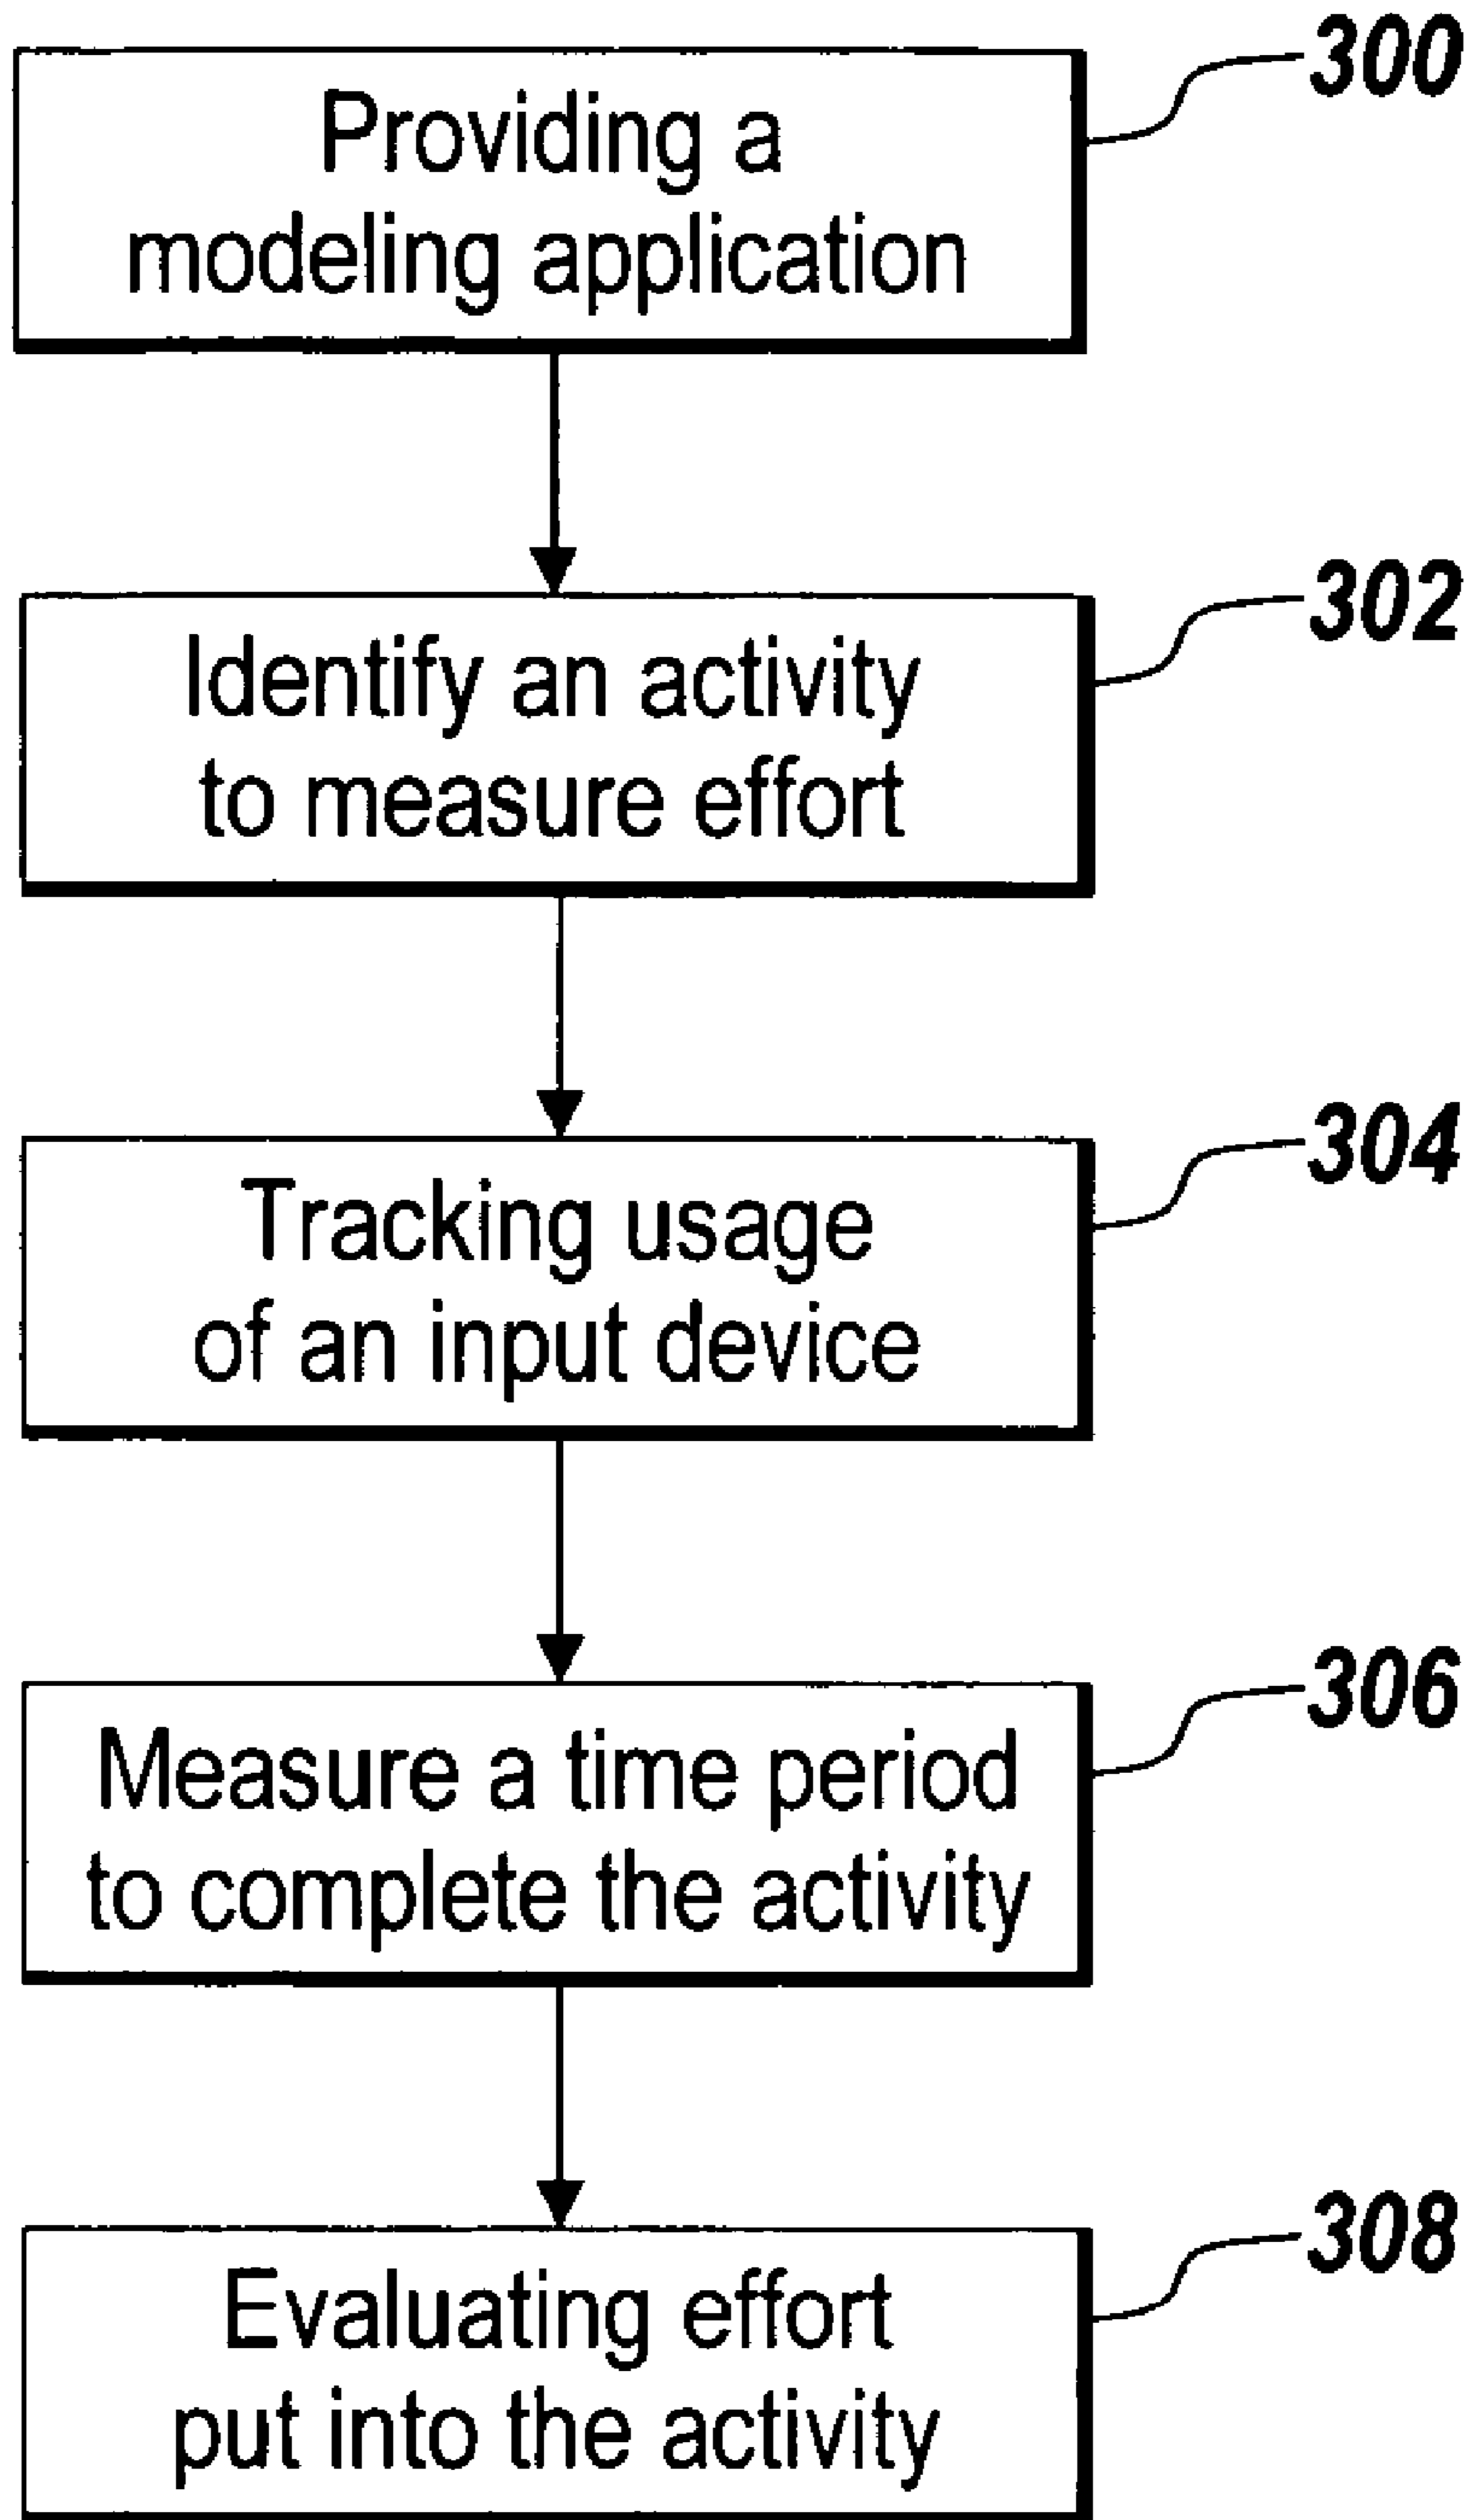 300
Providing a
modeling application
302
Identify an activity
to measure effort
304
Tracking usage
of an input device
306
Measure a time period
to complete the activity
308
Evaluating effort
put into the activity